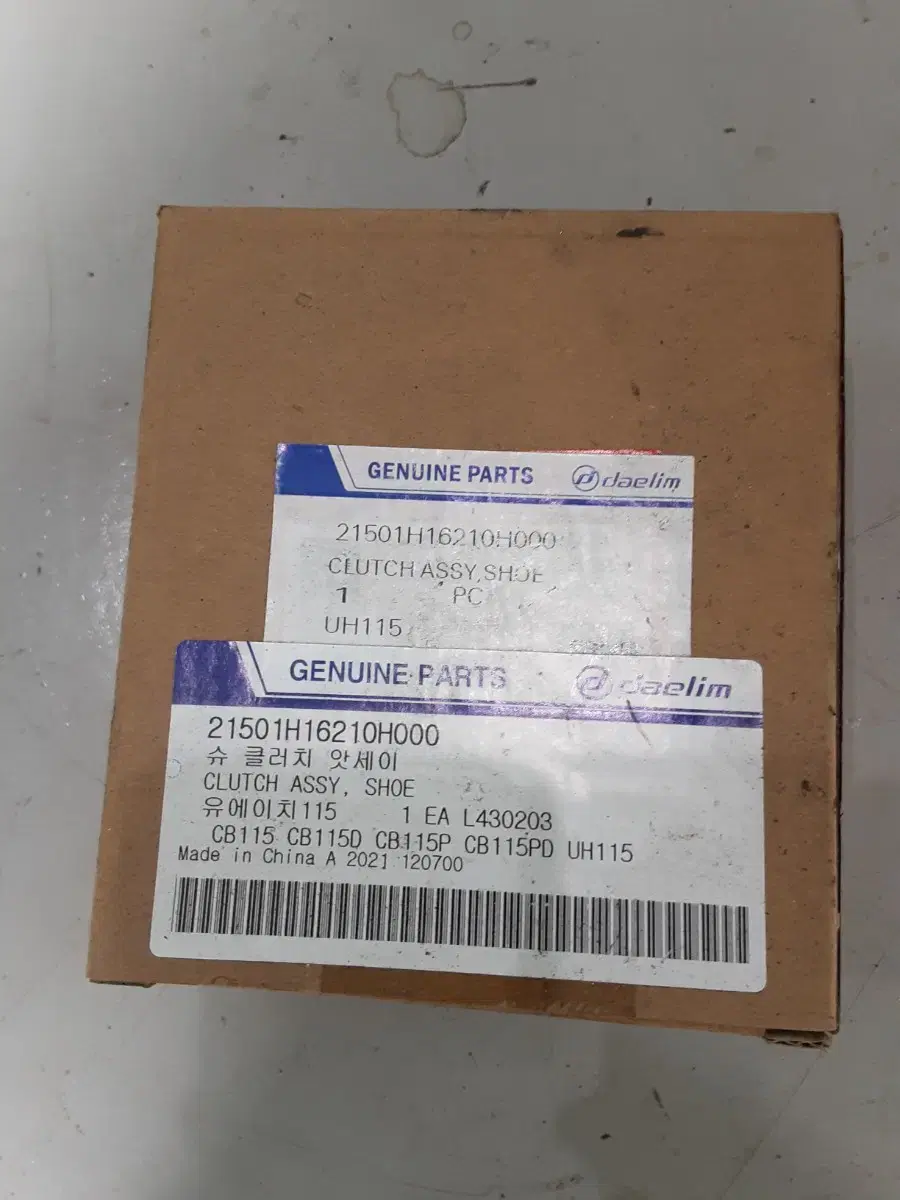 GENUINE PARTS daelim
21501H16210H000
CLUTCH ASSY,SHOE
1 PC
UH115
GENUINE PARTS daelim
21501H16210H000
슈 클러치 앗세이
CLUTCH ASSY, SHOE
유에이치115 1 EA L430203
CB115 CB115D CB115P CB115PD UH115
Made in China A 2021 120700